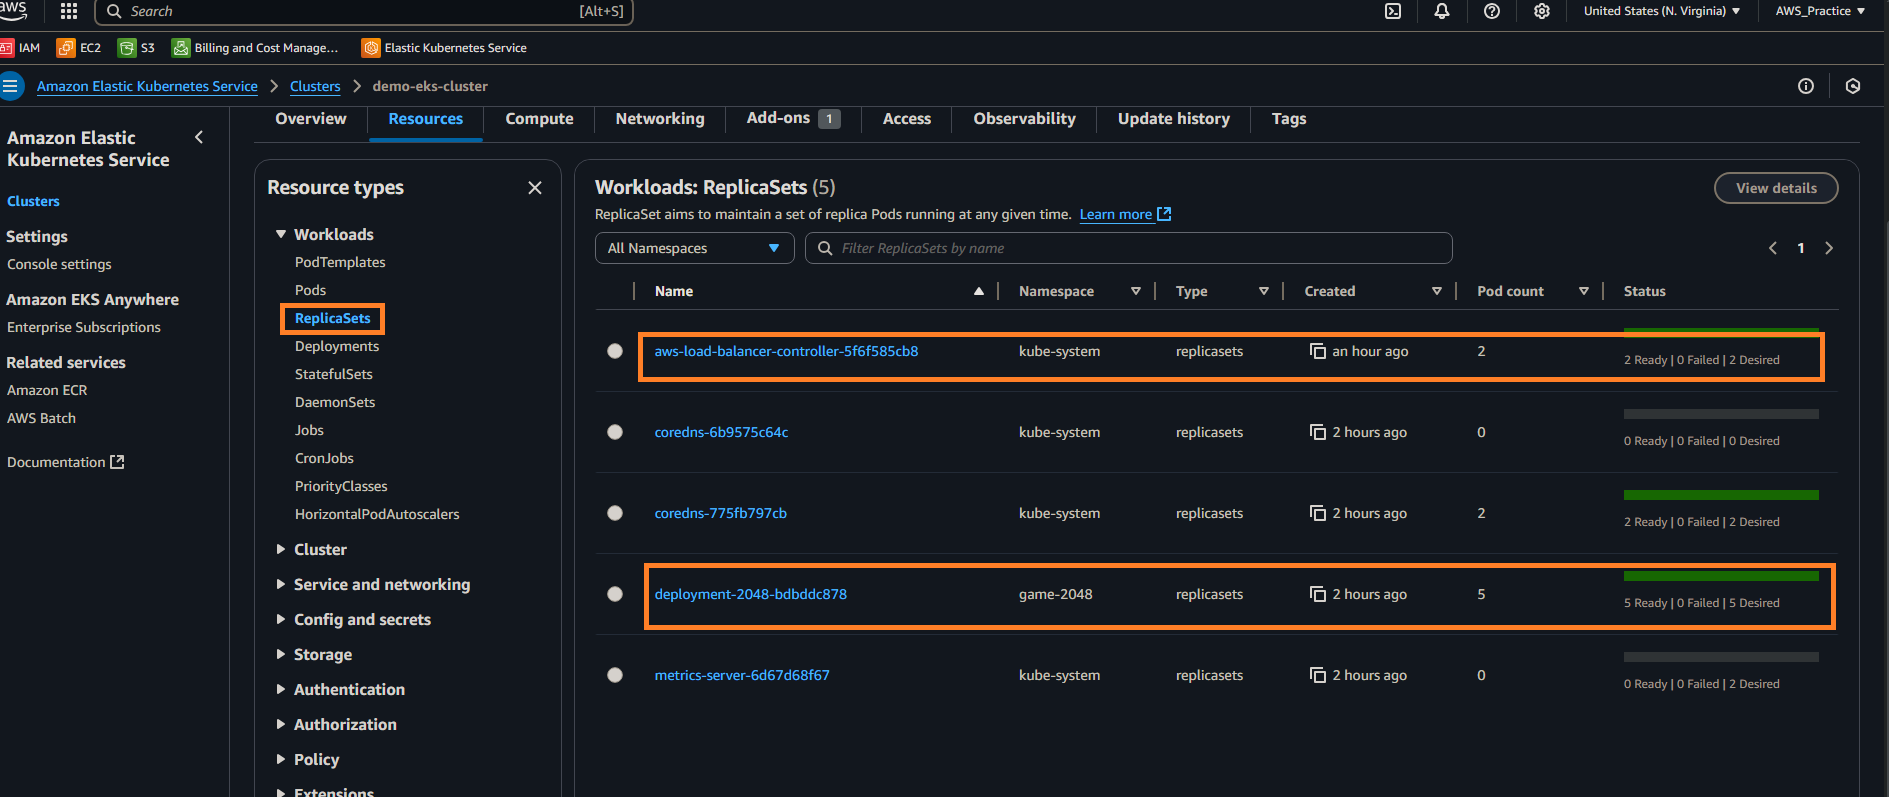 aws
Search [Alt+S] United States (N. Virginia) AWS_Practice
IAM EC2 S3 Billing and Cost Manage... Elastic Kubernetes Service
Amazon Elastic Kubernetes Service > Clusters > demo-eks-cluster
Amazon Elastic
Kubernetes Service
Clusters
Settings
Console settings
Amazon EKS Anywhere
Enterprise Subscriptions
Related services
Amazon ECR
AWS Batch
Documentation
Overview Resources Compute Networking Add-ons 1 Access Observability Update history Tags
Resource types
Workloads
PodTemplates
Pods
ReplicaSets
Deployments
StatefulSets
DaemonSets
Jobs
CronJobs
PriorityClasses
HorizontalPodAutoscalers
Cluster
Service and networking
Config and secrets
Storage
Authentication
Authorization
Policy
Extensions
Workloads: ReplicaSets (5) View details
ReplicaSet aims to maintain a set of replica Pods running at any given time. Learn more
All Namespaces Filter ReplicaSets by name 1
Name Namespace Type Created Pod count Status
aws-load-balancer-controller-5f6f585cb8 kube-system replicasets an hour ago 2 2 Ready | 0 Failed | 2 Desired
coredns-6b9575c64c kube-system replicasets 2 hours ago 0 0 Ready | 0 Failed | 0 Desired
coredns-775fb797cb kube-system replicasets 2 hours ago 2 2 Ready | 0 Failed | 2 Desired
deployment-2048-bdbddc878 game-2048 replicasets 2 hours ago 5 5 Ready | 0 Failed | 5 Desired
metrics-server-6d67d68f67 kube-system replicasets 2 hours ago 0 0 Ready | 0 Failed | 2 Desired